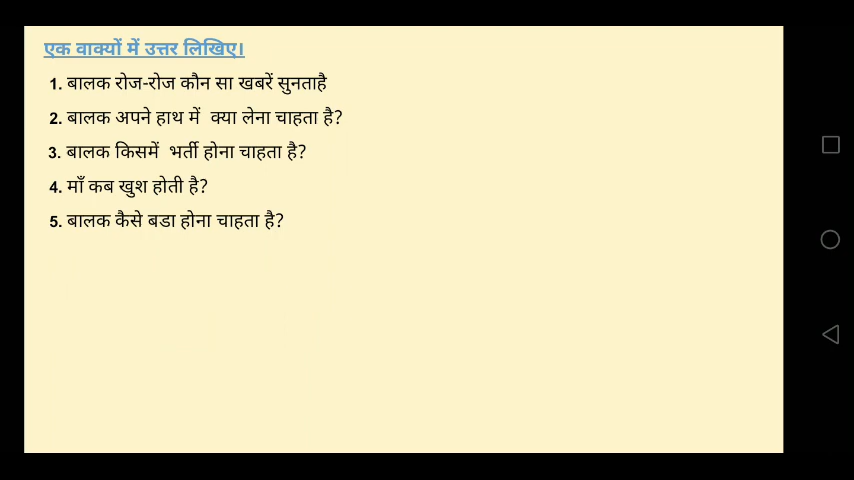 एक वाक्यों में उत्तर लिखिए।
1. बालक रोज-रोज कौन सा खबरें सुनताहै
2. बालक अपने हाथ में क्या लेना चाहता है?
3. बालक किसमें भर्ती होना चाहता है?
4. माँ कब खुश होती है?
5. बालक कैसे बडा होना चाहता है?